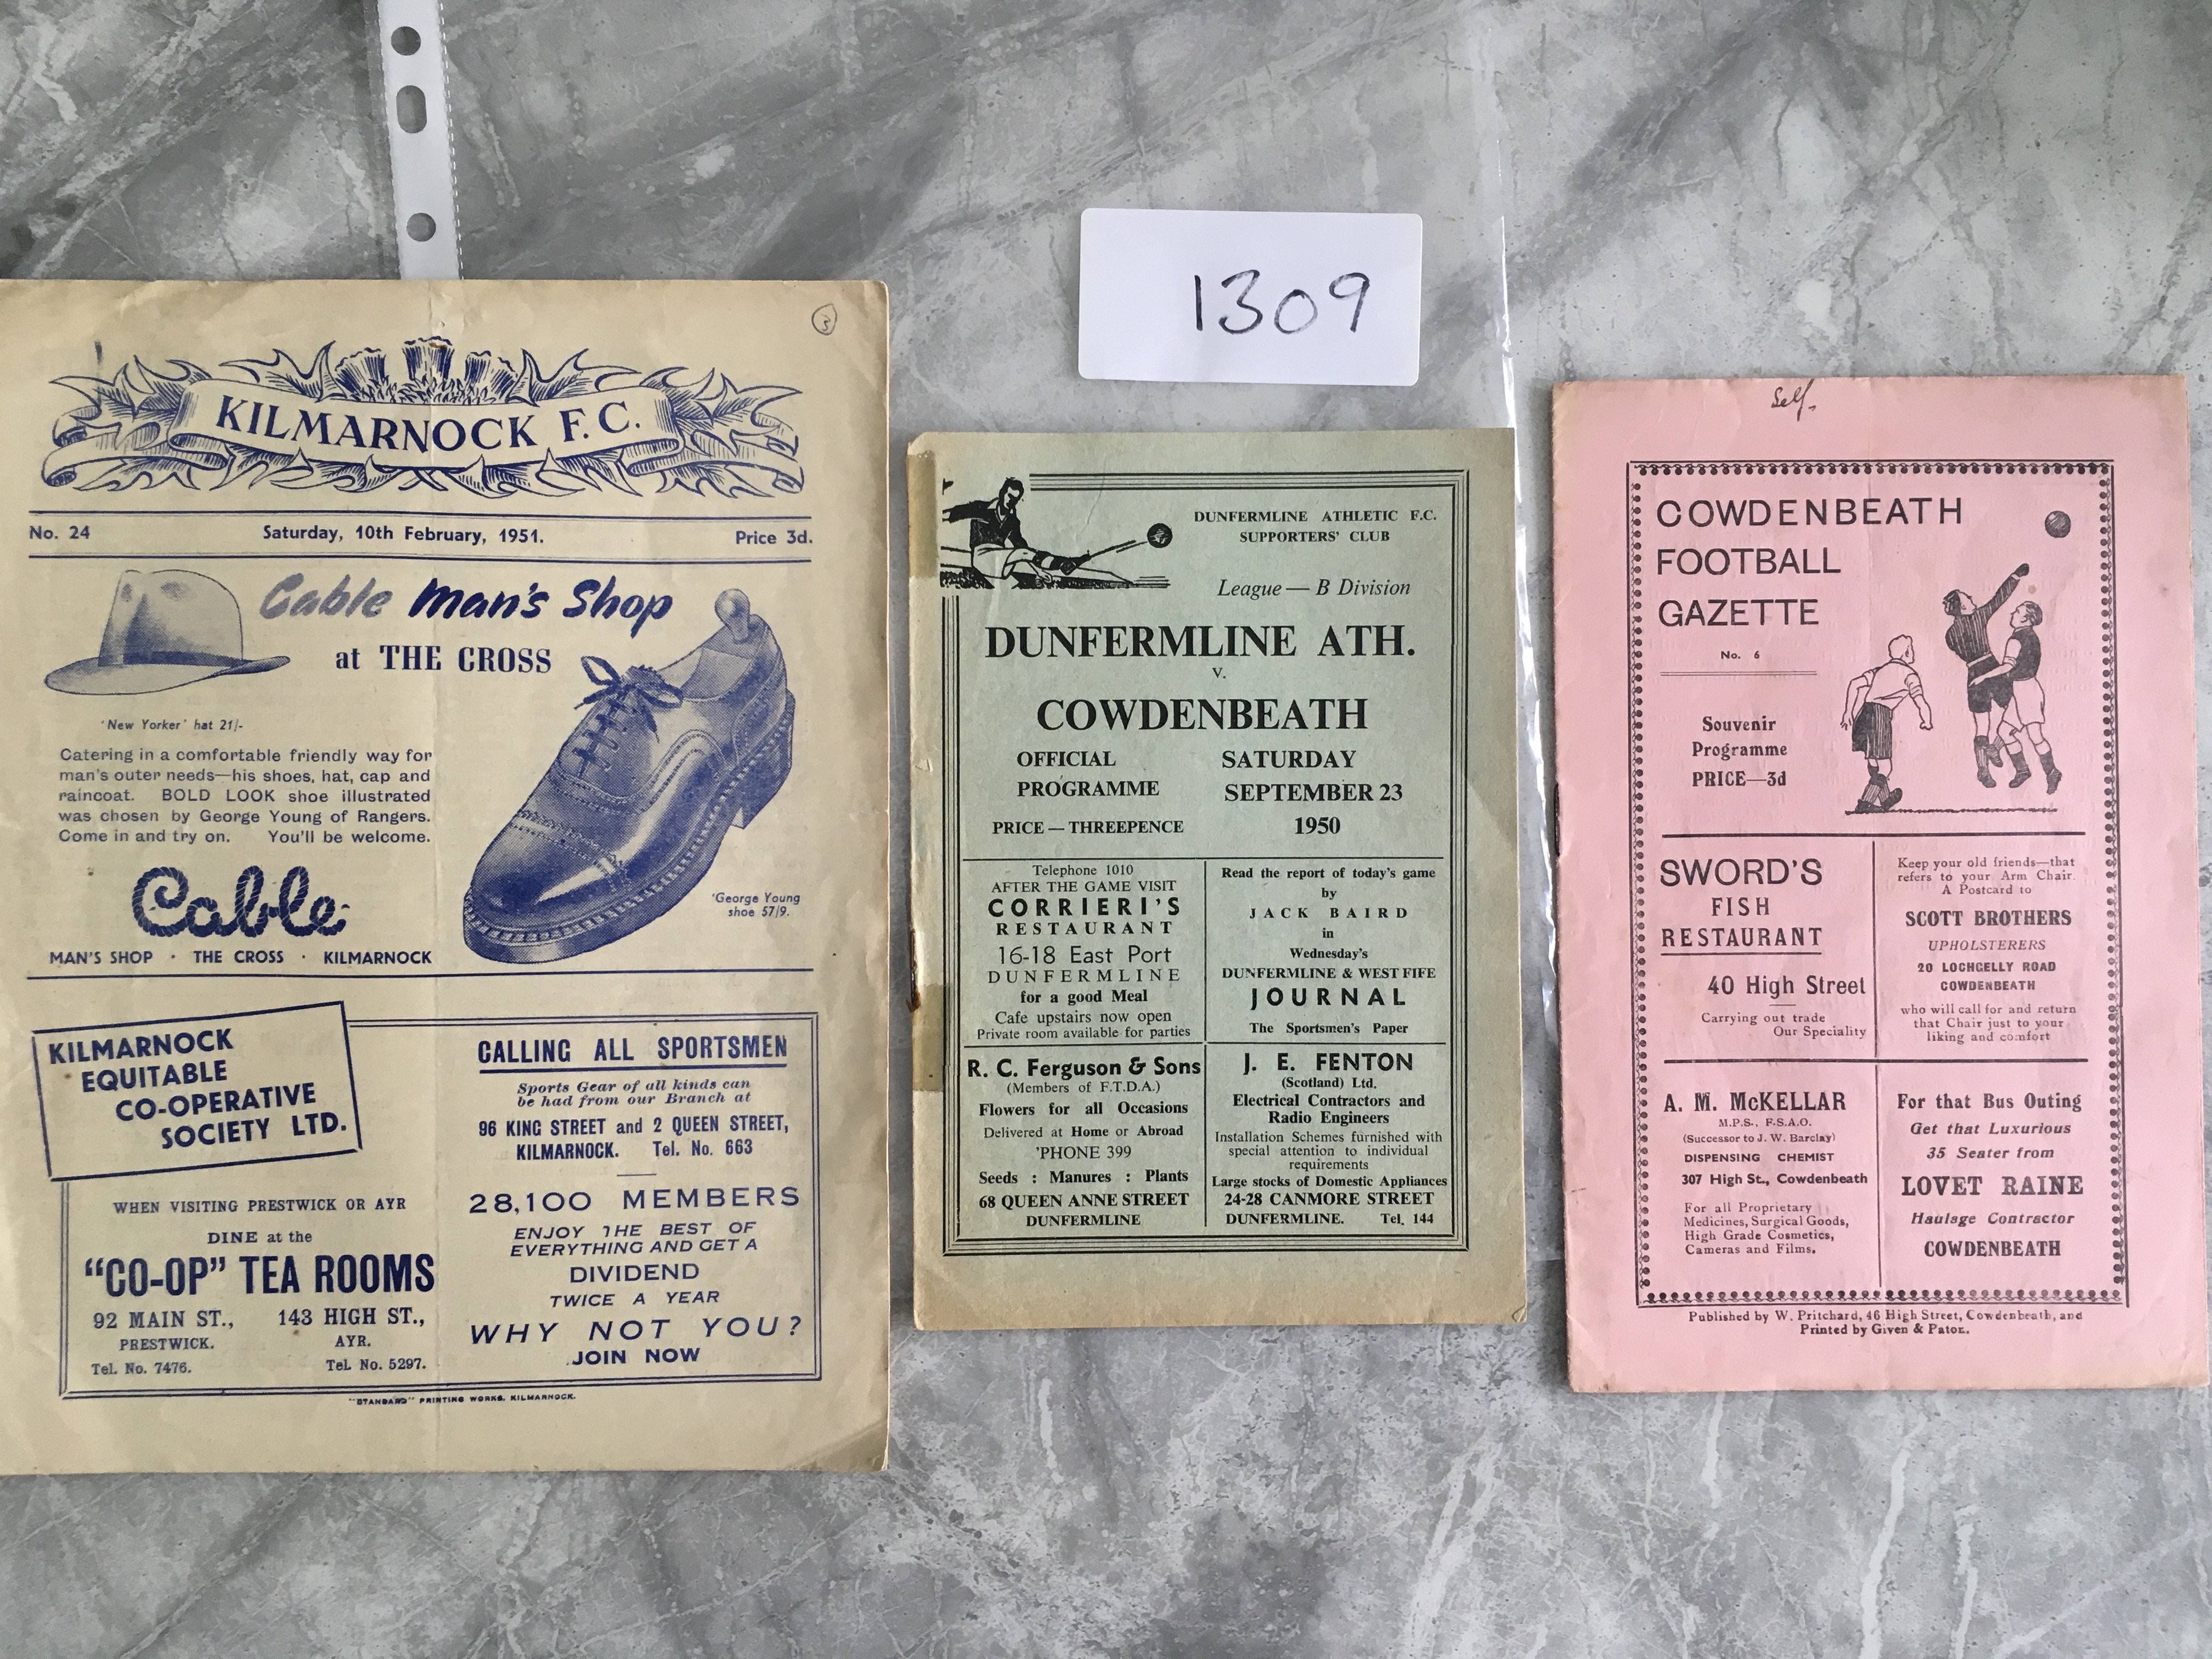 1309
3
KILMARNOCK F.C.
No. 24 Saturday, 10th February, 1951. Price 3d.
Cable Man's Shop
at THE CROSS
'New Yorker' hat 21/-
Catering in a comfortable friendly way for
man's outer needs—his shoes, hat, cap and
raincoat. BOLD LOOK shoe illustrated
was chosen by George Young of Rangers.
Come in and try on. You'll be welcome.
Cable
'George Young
shoe 57/9.
MAN'S SHOP · THE CROSS · KILMARNOCK
KILMARNOCK
EQUITABLE
CO-OPERATIVE
SOCIETY LTD.
WHEN VISITING PRESTWICK OR AYR
DINE at the
"CO-OP" TEA ROOMS
92 MAIN ST., 143 HIGH ST.,
PRESTWICK. AYR.
Tel. No. 7476. Tel. No. 5297.
CALLING ALL SPORTSMEN
Sports Gear of all kinds can
be had from our Branch at
96 KING STREET and 2 QUEEN STREET,
KILMARNOCK. Tel. No. 663
28,100 MEMBERS
ENJOY THE BEST OF
EVERYTHING AND GET A
DIVIDEND
TWICE A YEAR
WHY NOT YOU?
JOIN NOW
"STANDARD" PRINTING WORKS, KILMARNOCK.
DUNFERMLINE ATHLETIC F.C.
SUPPORTERS' CLUB
League — B Division
DUNFERMLINE ATH.
v.
COWDENBEATH
OFFICIAL SATURDAY
PROGRAMME SEPTEMBER 23
PRICE — THREEPENCE 1950
Telephone 1010
AFTER THE GAME VISIT
CORRIERI'S
RESTAURANT
16-18 East Port
DUNFERMLINE
for a good Meal
Cafe upstairs now open
Private room available for parties
Read the report of today's game
by
JACK BAIRD
in
Wednesday's
DUNFERMLINE & WEST FIFE
JOURNAL
The Sportsmen's Paper
R. C. Ferguson & Sons
(Members of F.T.D.A.)
Flowers for all Occasions
Delivered at Home or Abroad
'PHONE 399
Seeds : Manures : Plants
68 QUEEN ANNE STREET
DUNFERMLINE
J. E. FENTON
(Scotland) Ltd.
Electrical Contractors and
Radio Engineers
Installation Schemes furnished with
special attention to individual
requirements
Large stocks of Domestic Appliances
24-28 CANMORE STREET
DUNFERMLINE. Tel. 144
Self.
COWDENBEATH
FOOTBALL
GAZETTE
No. 6
Souvenir
Programme
PRICE—3d
SWORD'S
FISH
RESTAURANT
40 High Street
Carrying out trade
Our Speciality
Keep your old friends—that
refers to your Arm Chair.
A Postcard to
SCOTT BROTHERS
UPHOLSTERERS
20 LOCHGELLY ROAD
COWDENBEATH
who will call for and return
that Chair just to your
liking and comfort
A. M. McKELLAR
M.P.S., F.S.A.O.
(Successor to J. W. Barclay)
DISPENSING CHEMIST
307 High St., Cowdenbeath
For all Proprietary
Medicines, Surgical Goods,
High Grade Cosmetics,
Cameras and Films.
For that Bus Outing
Get that Luxurious
35 Seater from
LOVET RAINE
Haulage Contractor
COWDENBEATH
Published by W. Pritchard, 46 High Street, Cowdenbeath, and
Printed by Given & Paton.